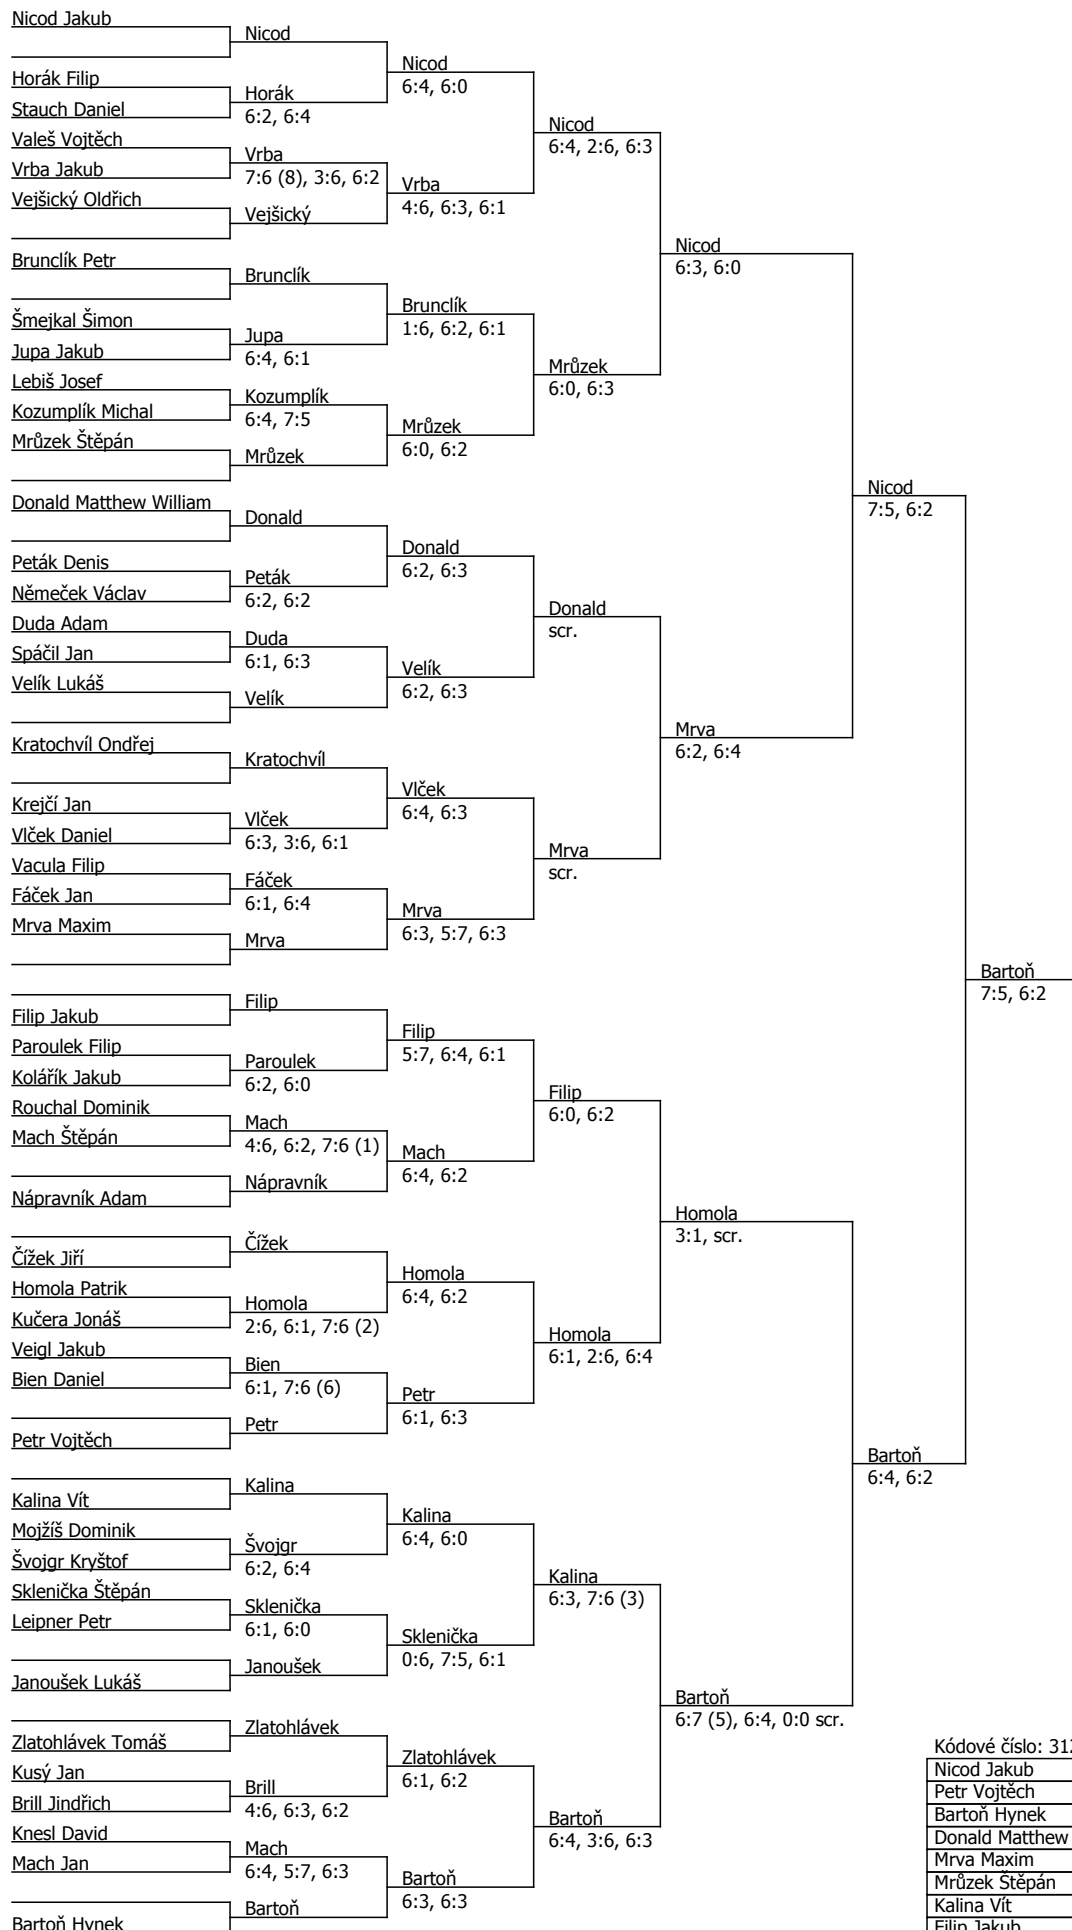 Nicod Jakub
Horák Filip
Stauch Daniel
Valeš Vojtěch
Vrba Jakub
Vejšický Oldřich
Brunclík Petr
Šmejkal Šimon
Jupa Jakub
Lebiš Josef
Kozumplík Michal
Mrůzek Štěpán
Donald Matthew William
Peták Denis
Němeček Václav
Duda Adam
Spáčil Jan
Velík Lukáš
Kratochvíl Ondřej
Krejčí Jan
Vlček Daniel
Vacula Filip
Fáček Jan
Mrva Maxim
Filip Jakub
Paroulek Filip
Kolářík Jakub
Rouchal Dominik
Mach Štěpán
Nápravník Adam
Čížek Jiří
Homola Patrik
Kučera Jonáš
Veigl Jakub
Bien Daniel
Petr Vojtěch
Kalina Vít
Mojžíš Dominik
Švojgr Kryštof
Sklenička Štěpán
Leipner Petr
Janoušek Lukáš
Zlatohlávek Tomáš
Kusý Jan
Brill Jindřich
Knesl David
Mach Jan
Bartoň Hynek
Nicod
Horák
6:2, 6:4
Vrba
7:6 (8), 3:6, 6:2
Vejšický
Brunclík
Jupa
6:4, 6:1
Kozumplík
6:4, 7:5
Mrůzek
Donald
Peták
6:2, 6:2
Duda
6:1, 6:3
Velík
Kratochvíl
Vlček
6:3, 3:6, 6:1
Fáček
6:1, 6:4
Mrva
Filip
Paroulek
6:2, 6:0
Mach
4:6, 6:2, 7:6 (1)
Nápravník
Čížek
Homola
2:6, 6:1, 7:6 (2)
Bien
6:1, 7:6 (6)
Petr
Kalina
Švojgr
6:2, 6:4
Sklenička
6:1, 6:0
Janoušek
Zlatohlávek
Brill
4:6, 6:3, 6:2
Mach
6:4, 5:7, 6:3
Bartoň
Nicod
6:4, 6:0
Vrba
4:6, 6:3, 6:1
Brunclík
1:6, 6:2, 6:1
Mrůzek
6:0, 6:2
Donald
6:2, 6:3
Velík
6:2, 6:3
Vlček
6:4, 6:3
Mrva
6:3, 5:7, 6:3
Filip
5:7, 6:4, 6:1
Mach
6:4, 6:2
Homola
6:4, 6:2
Petr
6:1, 6:3
Kalina
6:4, 6:0
Sklenička
0:6, 7:5, 6:1
Zlatohlávek
6:1, 6:2
Bartoň
6:3, 6:3
Nicod
6:4, 2:6, 6:3
Mrůzek
6:0, 6:3
Donald
scr.
Mrva
scr.
Filip
6:0, 6:2
Homola
6:1, 2:6, 6:4
Kalina
6:3, 7:6 (3)
Bartoň
6:4, 3:6, 6:3
Nicod
6:3, 6:0
Mrva
6:2, 6:4
Homola
3:1, scr.
Bartoň
6:7 (5), 6:4, 0:0 scr.
Nicod
7:5, 6:2
Bartoň
6:4, 6:2
Bartoň
7:5, 6:2
Kódové číslo: 312
Nicod Jakub
Petr Vojtěch
Bartoň Hynek
Donald Matthew
Mrva Maxim
Mrůzek Štěpán
Kalina Vít
Filip Jakub